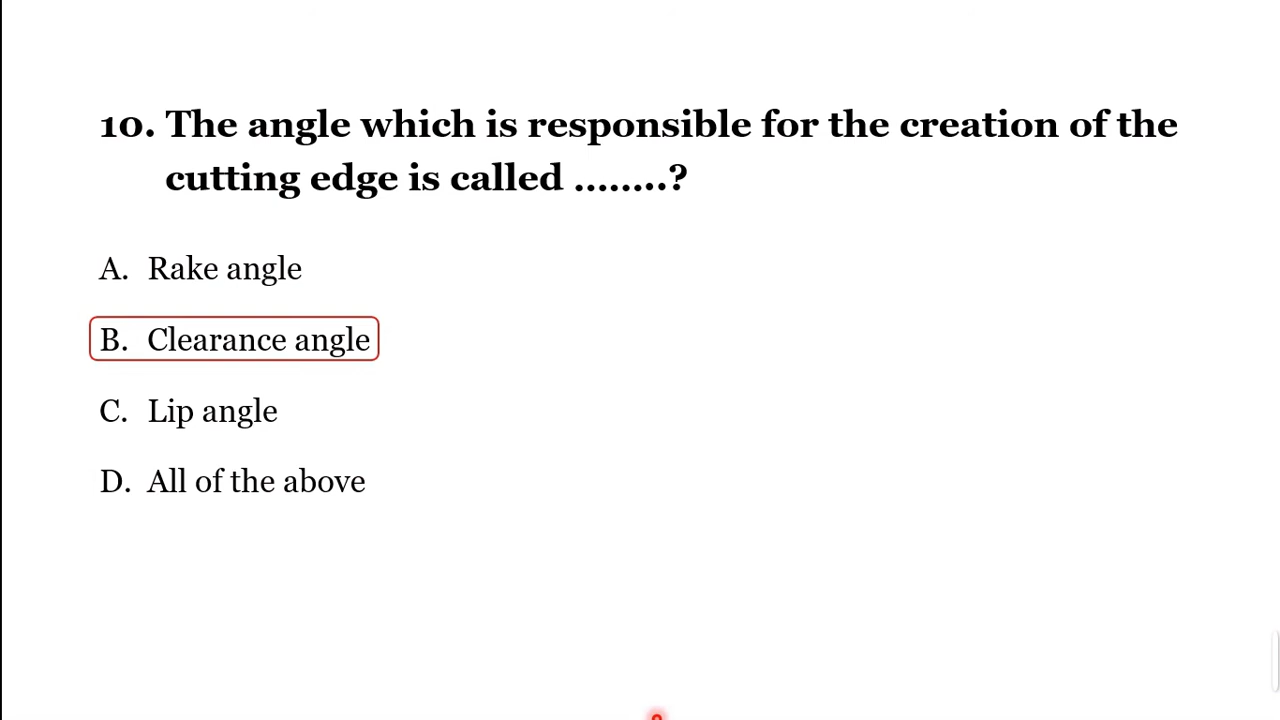 10. The angle which is responsible for the creation of the
cutting edge is called ........?
A. Rake angle
B. Clearance angle
C. Lip angle
D. All of the above